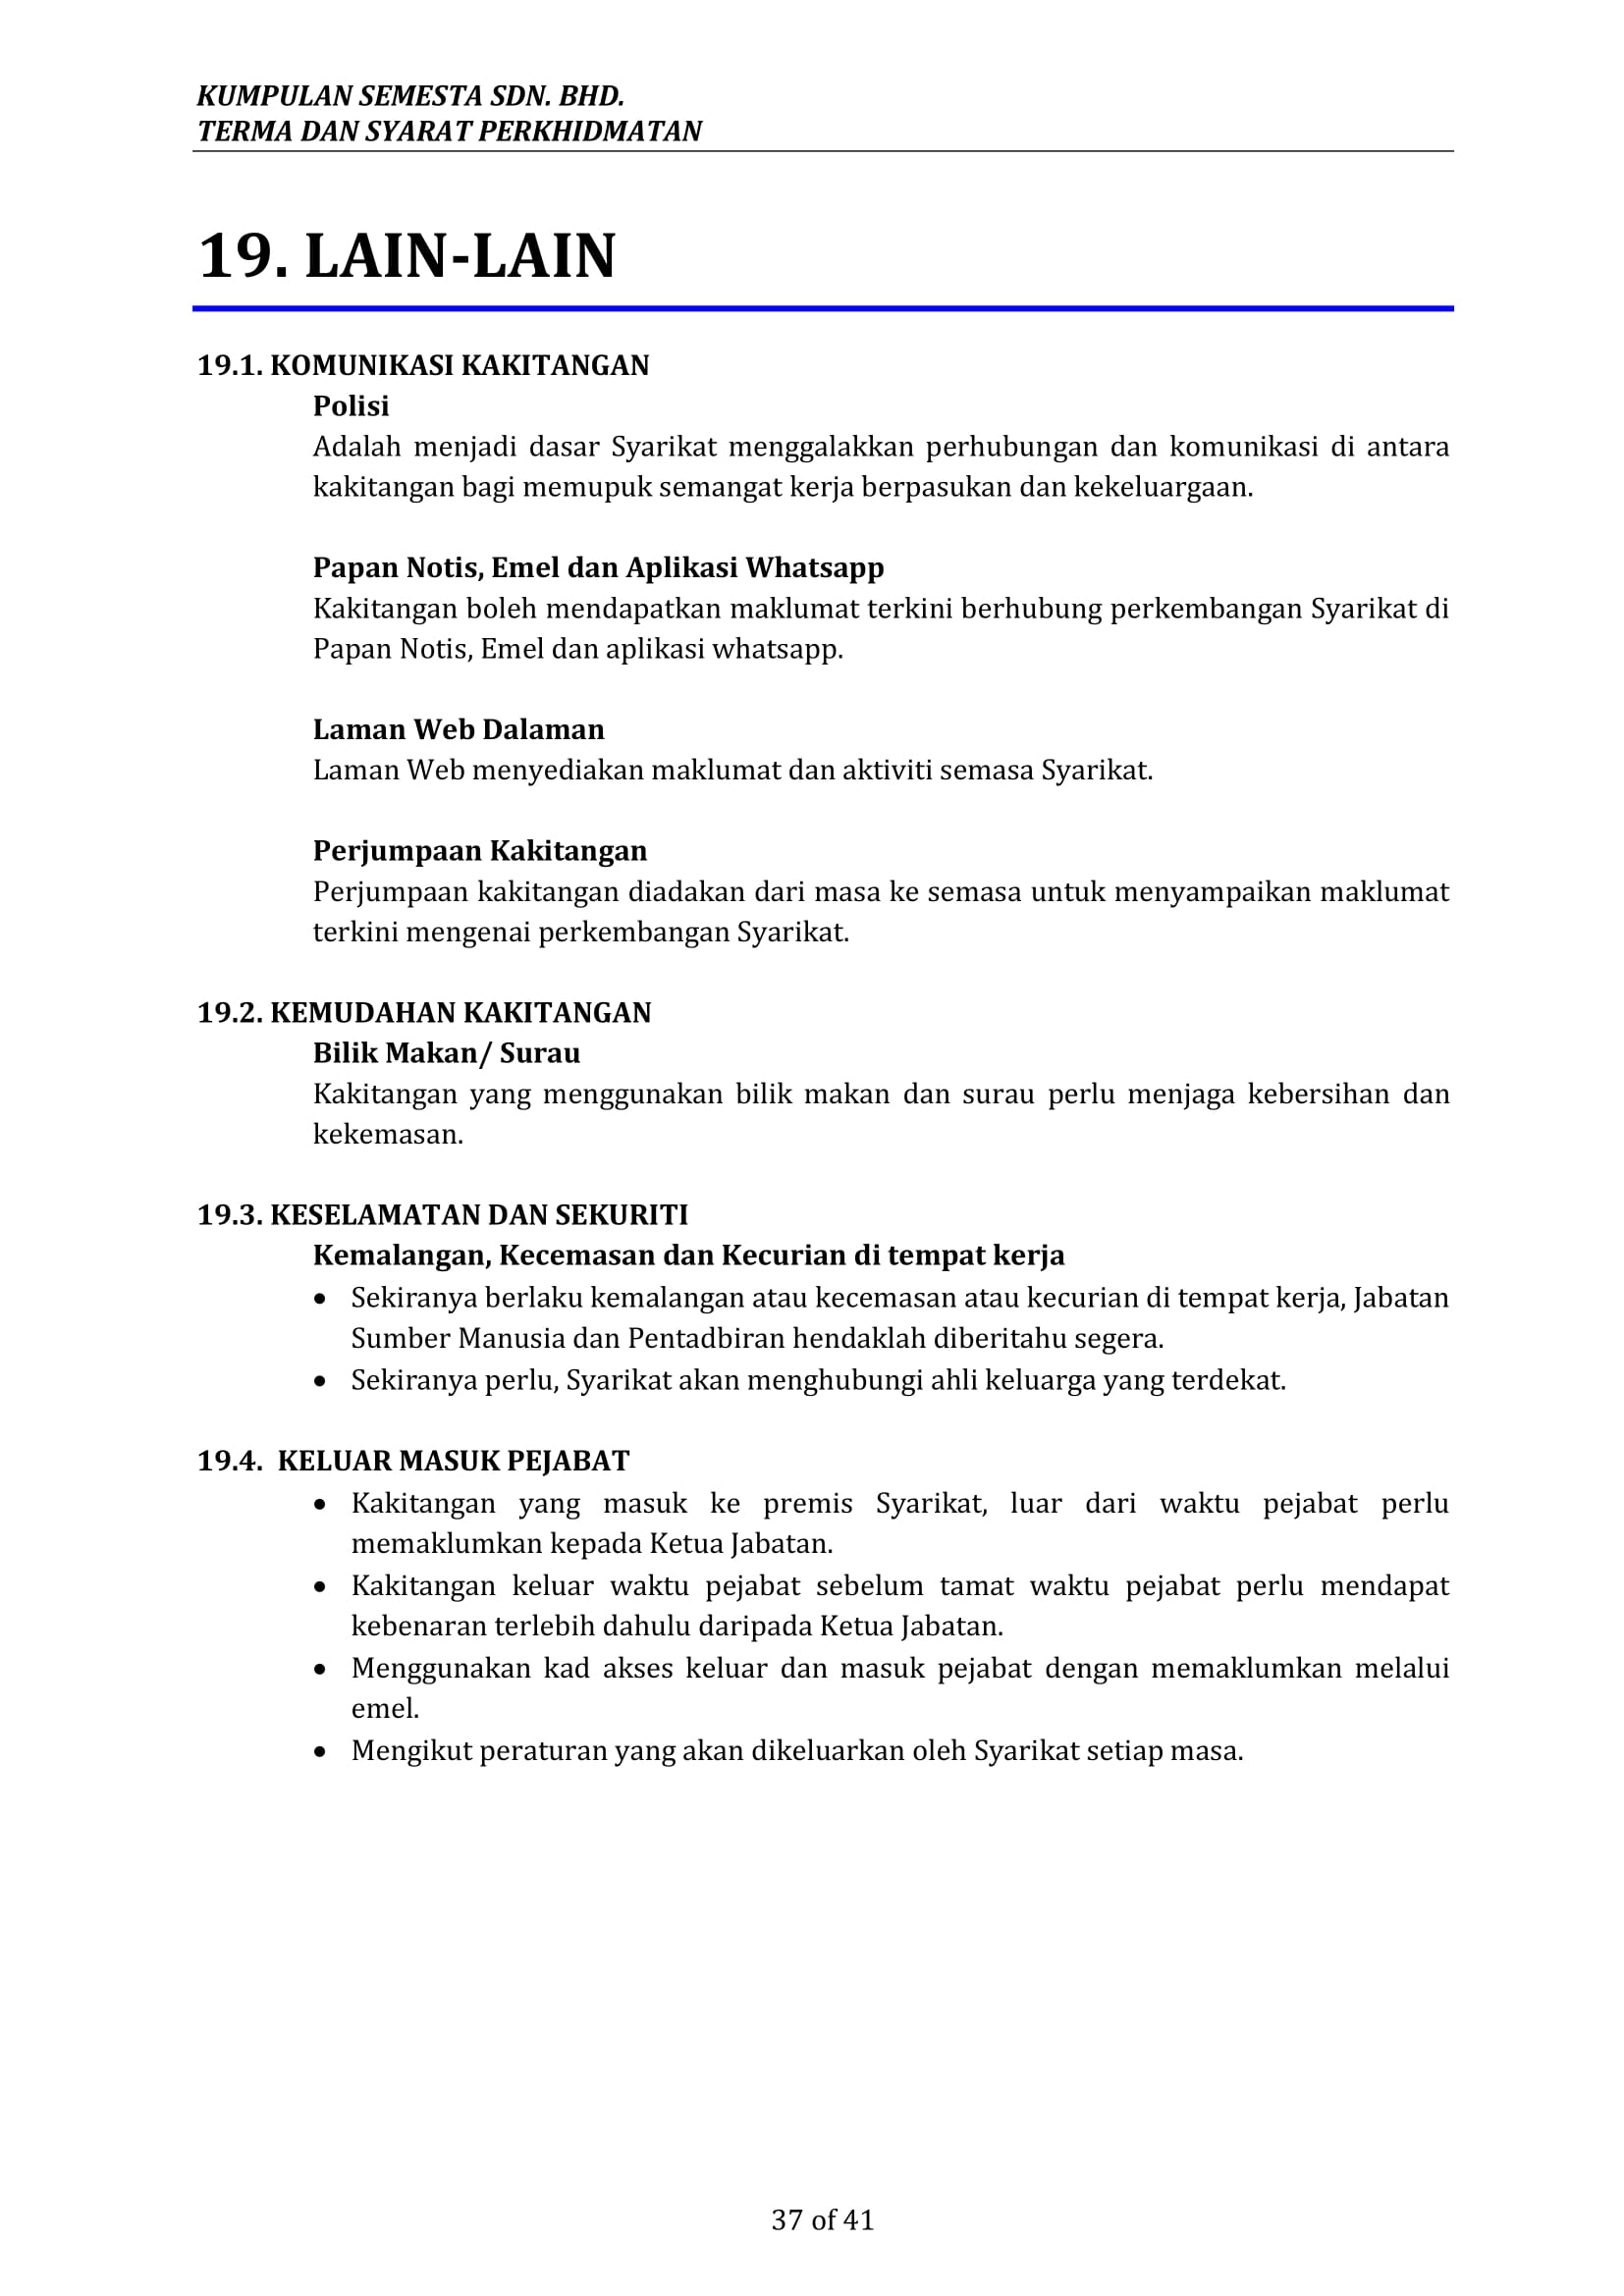 KUMPULAN SEMESTA SDN. BHD.
TERMA DAN SYARAT PERKHIDMATAN
19. LAIN-LAIN
19.1. KOMUNIKASI KAKITANGAN
Polisi
Adalah menjadi dasar Syarikat menggalakkan perhubungan dan komunikasi di antara
kakitangan bagi memupuk semangat kerja berpasukan dan kekeluargaan.
Papan Notis, Emel dan Aplikasi Whatsapp
Kakitangan boleh mendapatkan maklumat terkini berhubung perkembangan Syarikat di
Papan Notis, Emel dan aplikasi whatsapp.
Laman Web Dalaman
Laman Web menyediakan maklumat dan aktiviti semasa Syarikat.
Perjumpaan Kakitangan
Perjumpaan kakitangan diadakan dari masa ke semasa untuk menyampaikan maklumat
terkini mengenai perkembangan Syarikat.
19.2. KEMUDAHAN KAKITANGAN
Bilik Makan/ Surau
Kakitangan yang menggunakan bilik makan dan surau perlu menjaga kebersihan dan
kekemasan.
19.3. KESELAMATAN DAN SEKURITI
Kemalangan, Kecemasan dan Kecurian di tempat kerja
• Sekiranya berlaku kemalangan atau kecemasan atau kecurian di tempat kerja, Jabatan
Sumber Manusia dan Pentadbiran hendaklah diberitahu segera.
• Sekiranya perlu, Syarikat akan menghubungi ahli keluarga yang terdekat.
19.4. KELUAR MASUK PEJABAT
• Kakitangan yang masuk ke premis Syarikat, luar dari waktu pejabat perlu
memaklumkan kepada Ketua Jabatan.
• Kakitangan keluar waktu pejabat sebelum tamat waktu pejabat perlu mendapat
kebenaran terlebih dahulu daripada Ketua Jabatan.
• Menggunakan kad akses keluar dan masuk pejabat dengan memaklumkan melalui
emel.
• Mengikut peraturan yang akan dikeluarkan oleh Syarikat setiap masa.
37 of 41